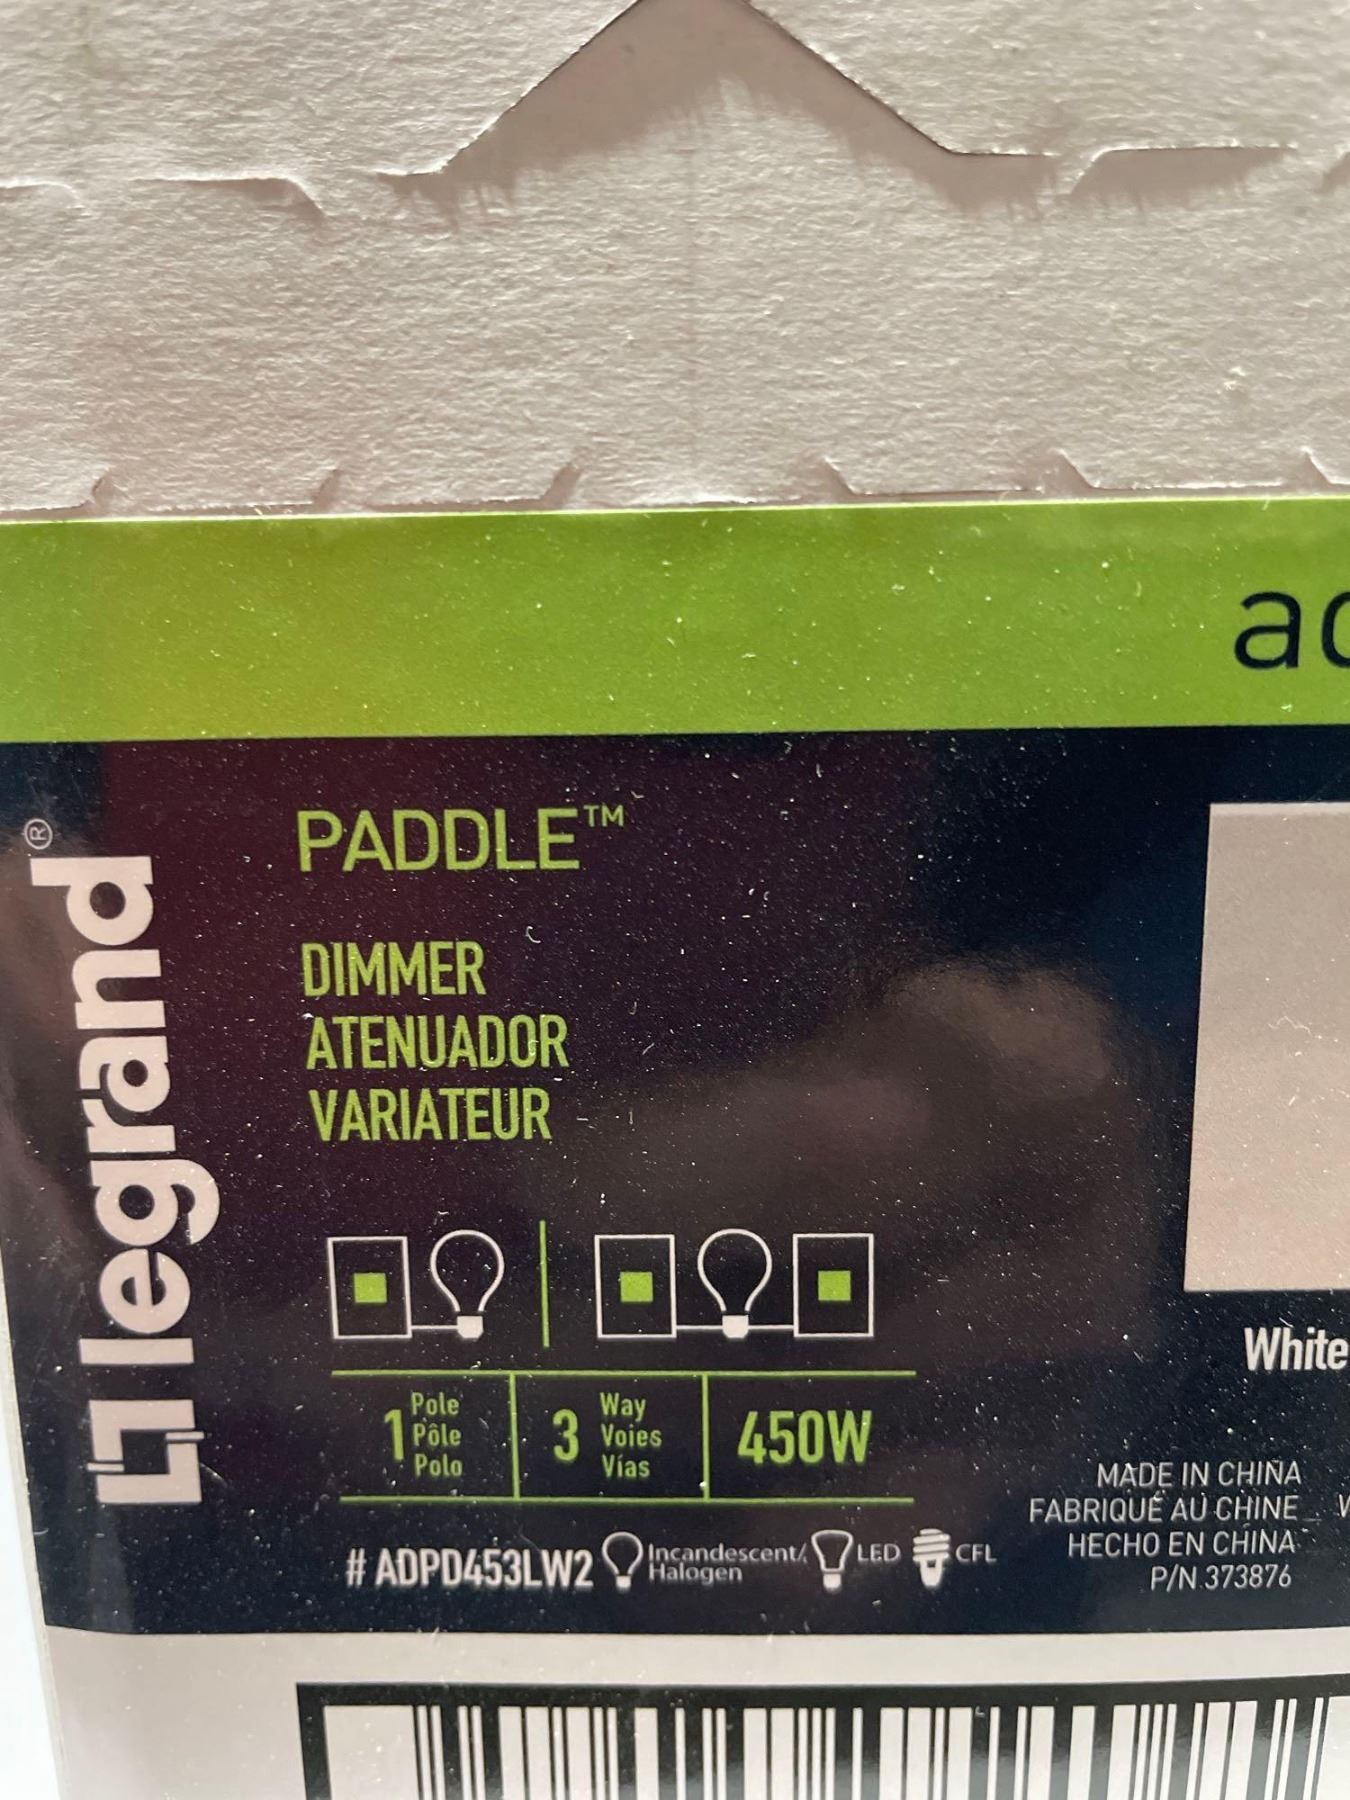 legrand®
PADDLE™
DIMMER
ATENUADOR
VARIATEUR
1 Pole Pôle Polo
3 Way Voies Vías
450W
# ADPD453LW2 Incandescent/ Halogen LED CFL
White
MADE IN CHINA
FABRIQUÉ AU CHINE
HECHO EN CHINA
P/N 373876